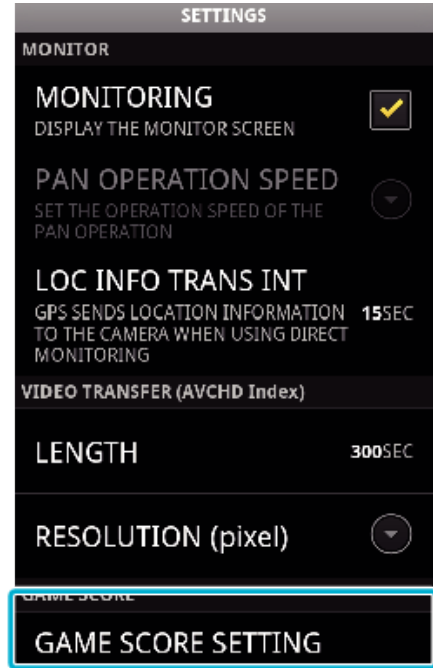 SETTINGS
MONITOR
MONITORING
DISPLAY THE MONITOR SCREEN
PAN OPERATION SPEED
SET THE OPERATION SPEED OF THE
PAN OPERATION
LOC INFO TRANS INT
GPS SENDS LOCATION INFORMATION 15SEC
TO THE CAMERA WHEN USING DIRECT
MONITORING
VIDEO TRANSFER (AVCHD Index)
LENGTH 300SEC
RESOLUTION (pixel)
GAME SCORE
GAME SCORE SETTING